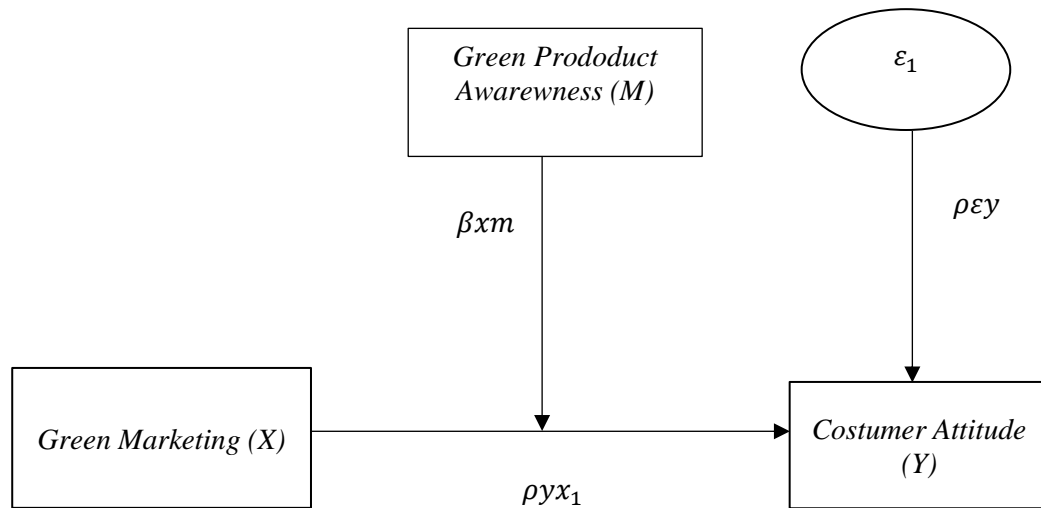 Green Prododuct
Awarewness (M)
ε₁
βxm
ρεy
Green Marketing (X)
Costumer Attitude
(Y)
ρyx₁